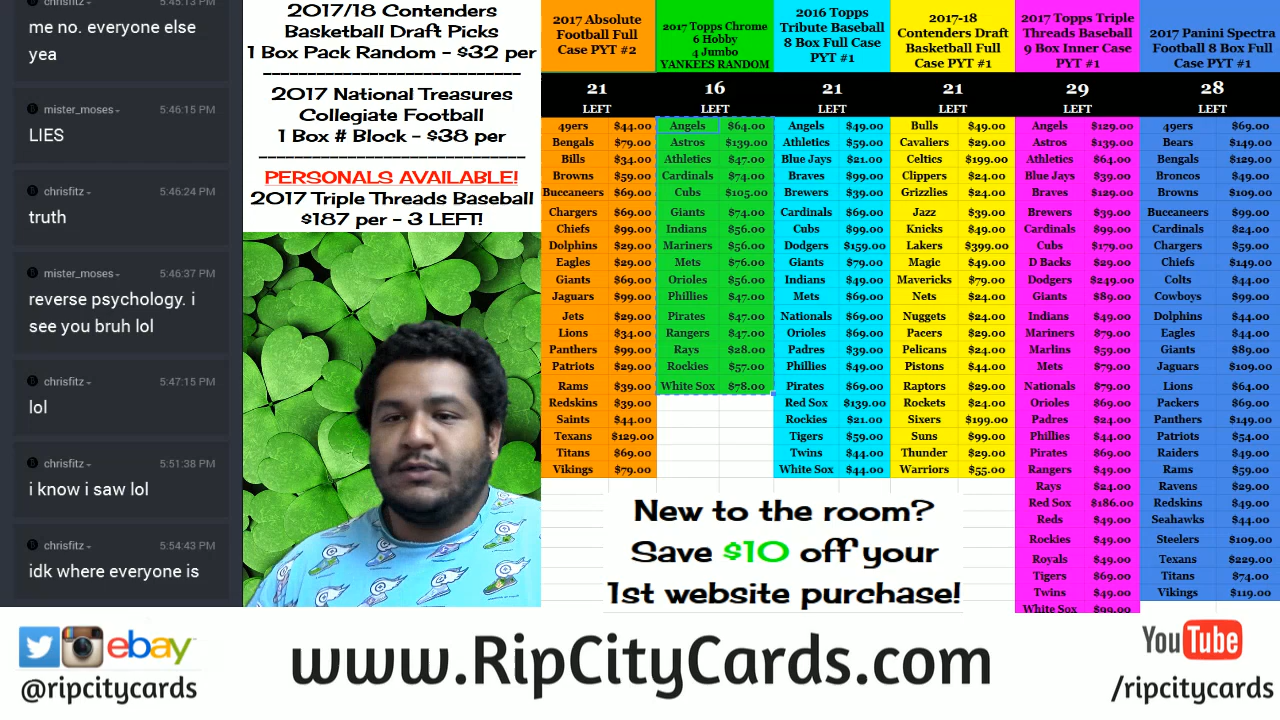 chrisfitz 5:45:13 PM
me no. everyone else
yea
mister_moses 5:46:15 PM
LIES
chrisfitz 5:46:24 PM
truth
mister_moses 5:46:37 PM
reverse psychology. i
see you bruh lol
chrisfitz 5:47:15 PM
lol
chrisfitz 5:51:38 PM
i know i saw lol
chrisfitz 5:54:43 PM
idk where everyone is
2017/18 Contenders
Basketball Draft Picks
1 Box Pack Random - $32 per
2017 National Treasures
Collegiate Football
1 Box # Block - $38 per
PERSONALS AVAILABLE!
2017 Triple Threads Baseball
$187 per - 3 LEFT!
2017 Absolute
Football Full
Case PYT #2
21
LEFT
49ers $44.00
Bengals $79.00
Bills $34.00
Browns $59.00
Buccaneers $69.00
Chargers $69.00
Chiefs $99.00
Dolphins $29.00
Eagles $29.00
Giants $69.00
Jaguars $99.00
Jets $29.00
Lions $34.00
Panthers $99.00
Patriots $29.00
Rams $39.00
Redskins $39.00
Saints $44.00
Texans $129.00
Titans $69.00
Vikings $79.00
2017 Topps Chrome
6 Hobby
4 Jumbo
YANKEES RANDOM
16
LEFT
Angels $64.00
Astros $139.00
Athletics $47.00
Cardinals $74.00
Cubs $105.00
Giants $74.00
Indians $56.00
Mariners $56.00
Mets $76.00
Orioles $56.00
Phillies $47.00
Pirates $47.00
Rangers $47.00
Rays $28.00
Rockies $57.00
White Sox $78.00
2016 Topps
Tribute Baseball
8 Box Full Case
PYT #1
21
LEFT
Angels $49.00
Athletics $59.00
Blue Jays $21.00
Braves $99.00
Brewers $39.00
Cardinals $69.00
Cubs $99.00
Dodgers $159.00
Giants $79.00
Indians $49.00
Mets $69.00
Nationals $69.00
Orioles $69.00
Padres $39.00
Phillies $49.00
Pirates $69.00
Red Sox $139.00
Rockies $21.00
Tigers $59.00
Twins $44.00
White Sox $44.00
2017-18
Contenders Draft
Basketball Full
Case PYT #1
21
LEFT
Bulls $49.00
Cavaliers $29.00
Celtics $199.00
Clippers $24.00
Grizzlies $24.00
Jazz $39.00
Knicks $49.00
Lakers $399.00
Magic $49.00
Mavericks $79.00
Nets $24.00
Nuggets $24.00
Pacers $29.00
Pelicans $24.00
Pistons $44.00
Raptors $29.00
Rockets $24.00
Sixers $199.00
Suns $99.00
Thunder $29.00
Warriors $55.00
2017 Topps Triple
Threads Baseball
9 Box Inner Case
PYT #1
29
LEFT
Angels $129.00
Astros $139.00
Athletics $64.00
Blue Jays $39.00
Braves $129.00
Brewers $39.00
Cardinals $99.00
Cubs $179.00
D Backs $29.00
Dodgers $249.00
Giants $89.00
Indians $49.00
Mariners $79.00
Marlins $59.00
Mets $79.00
Nationals $79.00
Orioles $69.00
Padres $24.00
Phillies $44.00
Pirates $69.00
Rangers $49.00
Rays $24.00
Red Sox $186.00
Reds $49.00
Rockies $49.00
Royals $49.00
Tigers $69.00
Twins $49.00
White Sox $99.00
2017 Panini Spectra
Football 8 Box Full
Case PYT #1
28
LEFT
49ers $69.00
Bears $149.00
Bengals $129.00
Broncos $49.00
Browns $109.00
Buccaneers $99.00
Cardinals $24.00
Chargers $59.00
Chiefs $149.00
Colts $44.00
Cowboys $99.00
Dolphins $44.00
Eagles $44.00
Giants $89.00
Jaguars $109.00
Lions $64.00
Packers $69.00
Panthers $149.00
Patriots $54.00
Raiders $49.00
Rams $59.00
Ravens $29.00
Redskins $49.00
Seahawks $44.00
Steelers $109.00
Texans $229.00
Titans $74.00
Vikings $119.00
New to the room?
Save $10 off your
1st website purchase!
ebay
@ripcitycards
www.RipCityCards.com
YouTube
/ripcitycards